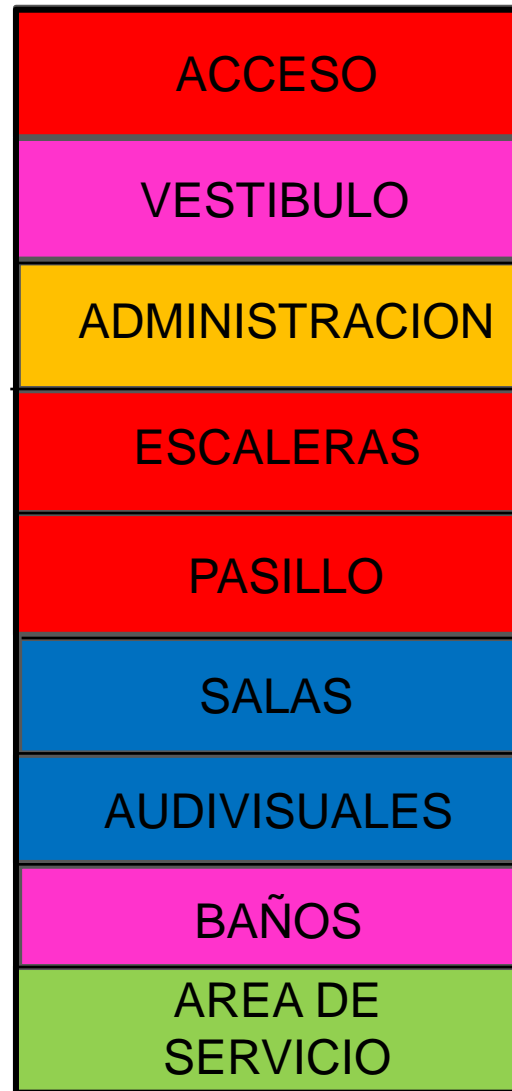 ACCESO
VESTIBULO
ADMINISTRACION
ESCALERAS
PASILLO
SALAS
AUDIVISUALES
BAÑOS
AREA DE
SERVICIO